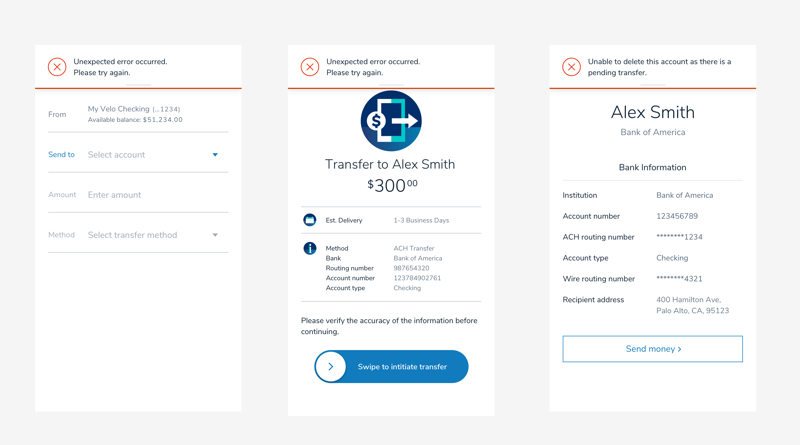 Unexpected error occurred.
Please try again.
From
My Velo Checking (...1234)
Available balance: $51,234.00
Send to
Select account
Amount
Enter amount
Method
Select transfer method
Unexpected error occurred.
Please try again.
$
Transfer to Alex Smith
$300 00
Est. Delivery
1-3 Business Days
Method
ACH Transfer
Bank
Bank of America
Routing number
987654320
Account number
123784902761
Account type
Checking
Please verify the accuracy of the information before
continuing.
Swipe to intitiate transfer
Unable to delete this account as there is a
pending transfer.
Alex Smith
Bank of America
Bank Information
Institution
Bank of America
Account number
123456789
ACH routing number
********1234
Account type
Checking
Wire routing number
********4321
Recipient address
400 Hamilton Ave,
Palo Alto, CA, 95123
Send money